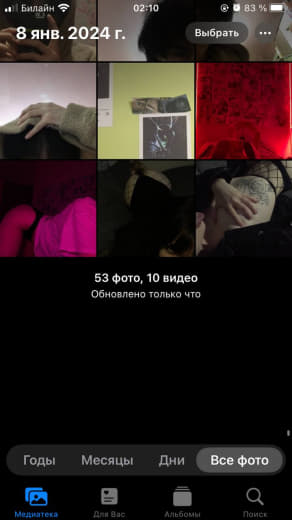 Билайн 02:10 83 %
8 янв. 2024 г. Выбрать
53 фото, 10 видео
Обновлено только что
Годы Месяцы Дни Все фото
Медиатека Для Вас Альбомы Поиск